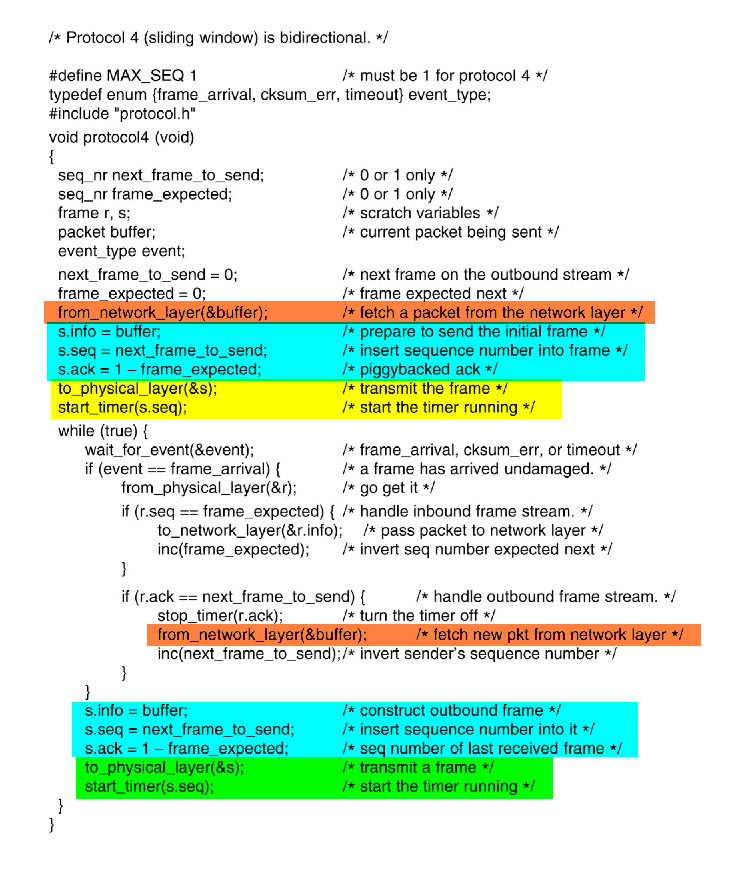 /* Protocol 4 (sliding window) is bidirectional. */
#define MAX_SEQ 1 /* must be 1 for protocol 4 */
typedef enum {frame_arrival, cksum_err, timeout} event_type;
#include "protocol.h"
void protocol4 (void)
{
seq_nr next_frame_to_send; /* 0 or 1 only */
seq_nr frame_expected; /* 0 or 1 only */
frame r, s; /* scratch variables */
packet buffer; /* current packet being sent */
event_type event;
next_frame_to_send = 0; /* next frame on the outbound stream */
frame_expected = 0; /* frame expected next */
from_network_layer(&buffer); /* fetch a packet from the network layer */
s.info = buffer; /* prepare to send the initial frame */
s.seq = next_frame_to_send; /* insert sequence number into frame */
s.ack = 1 – frame_expected; /* piggybacked ack */
to_physical_layer(&s); /* transmit the frame */
start_timer(s.seq); /* start the timer running */
while (true) {
wait_for_event(&event); /* frame_arrival, cksum_err, or timeout */
if (event == frame_arrival) { /* a frame has arrived undamaged. */
from_physical_layer(&r); /* go get it */
if (r.seq == frame_expected) { /* handle inbound frame stream. */
to_network_layer(&r.info); /* pass packet to network layer */
inc(frame_expected); /* invert seq number expected next */
}
if (r.ack == next_frame_to_send) { /* handle outbound frame stream. */
stop_timer(r.ack); /* turn the timer off */
from_network_layer(&buffer); /* fetch new pkt from network layer */
inc(next_frame_to_send); /* invert sender's sequence number */
}
}
s.info = buffer; /* construct outbound frame */
s.seq = next_frame_to_send; /* insert sequence number into it */
s.ack = 1 – frame_expected; /* seq number of last received frame */
to_physical_layer(&s); /* transmit a frame */
start_timer(s.seq); /* start the timer running */
}
}